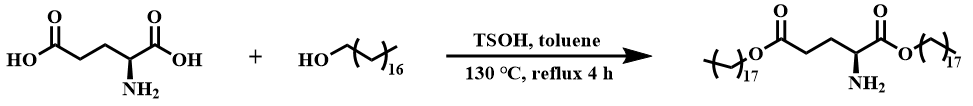 O
O
HO
OH
NH2
+
HO
16
TSOH, toluene
130 °C, reflux 4 h
O
O
O
O
17
17
NH2